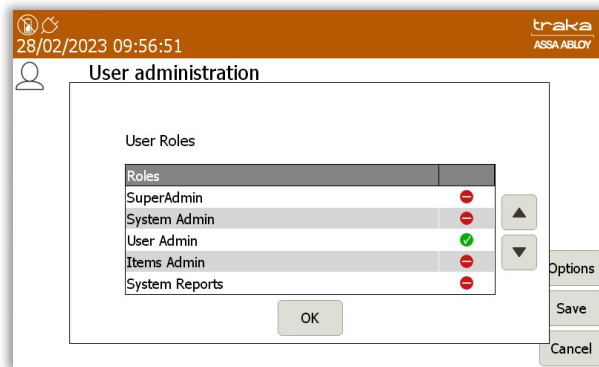 traka
28/02/2023 09:56:51
ASSA ABLOY
User administration
User Roles
Roles
SuperAdmin
System Admin
User Admin
Items Admin
System Reports
OK
Options
Save
Cancel